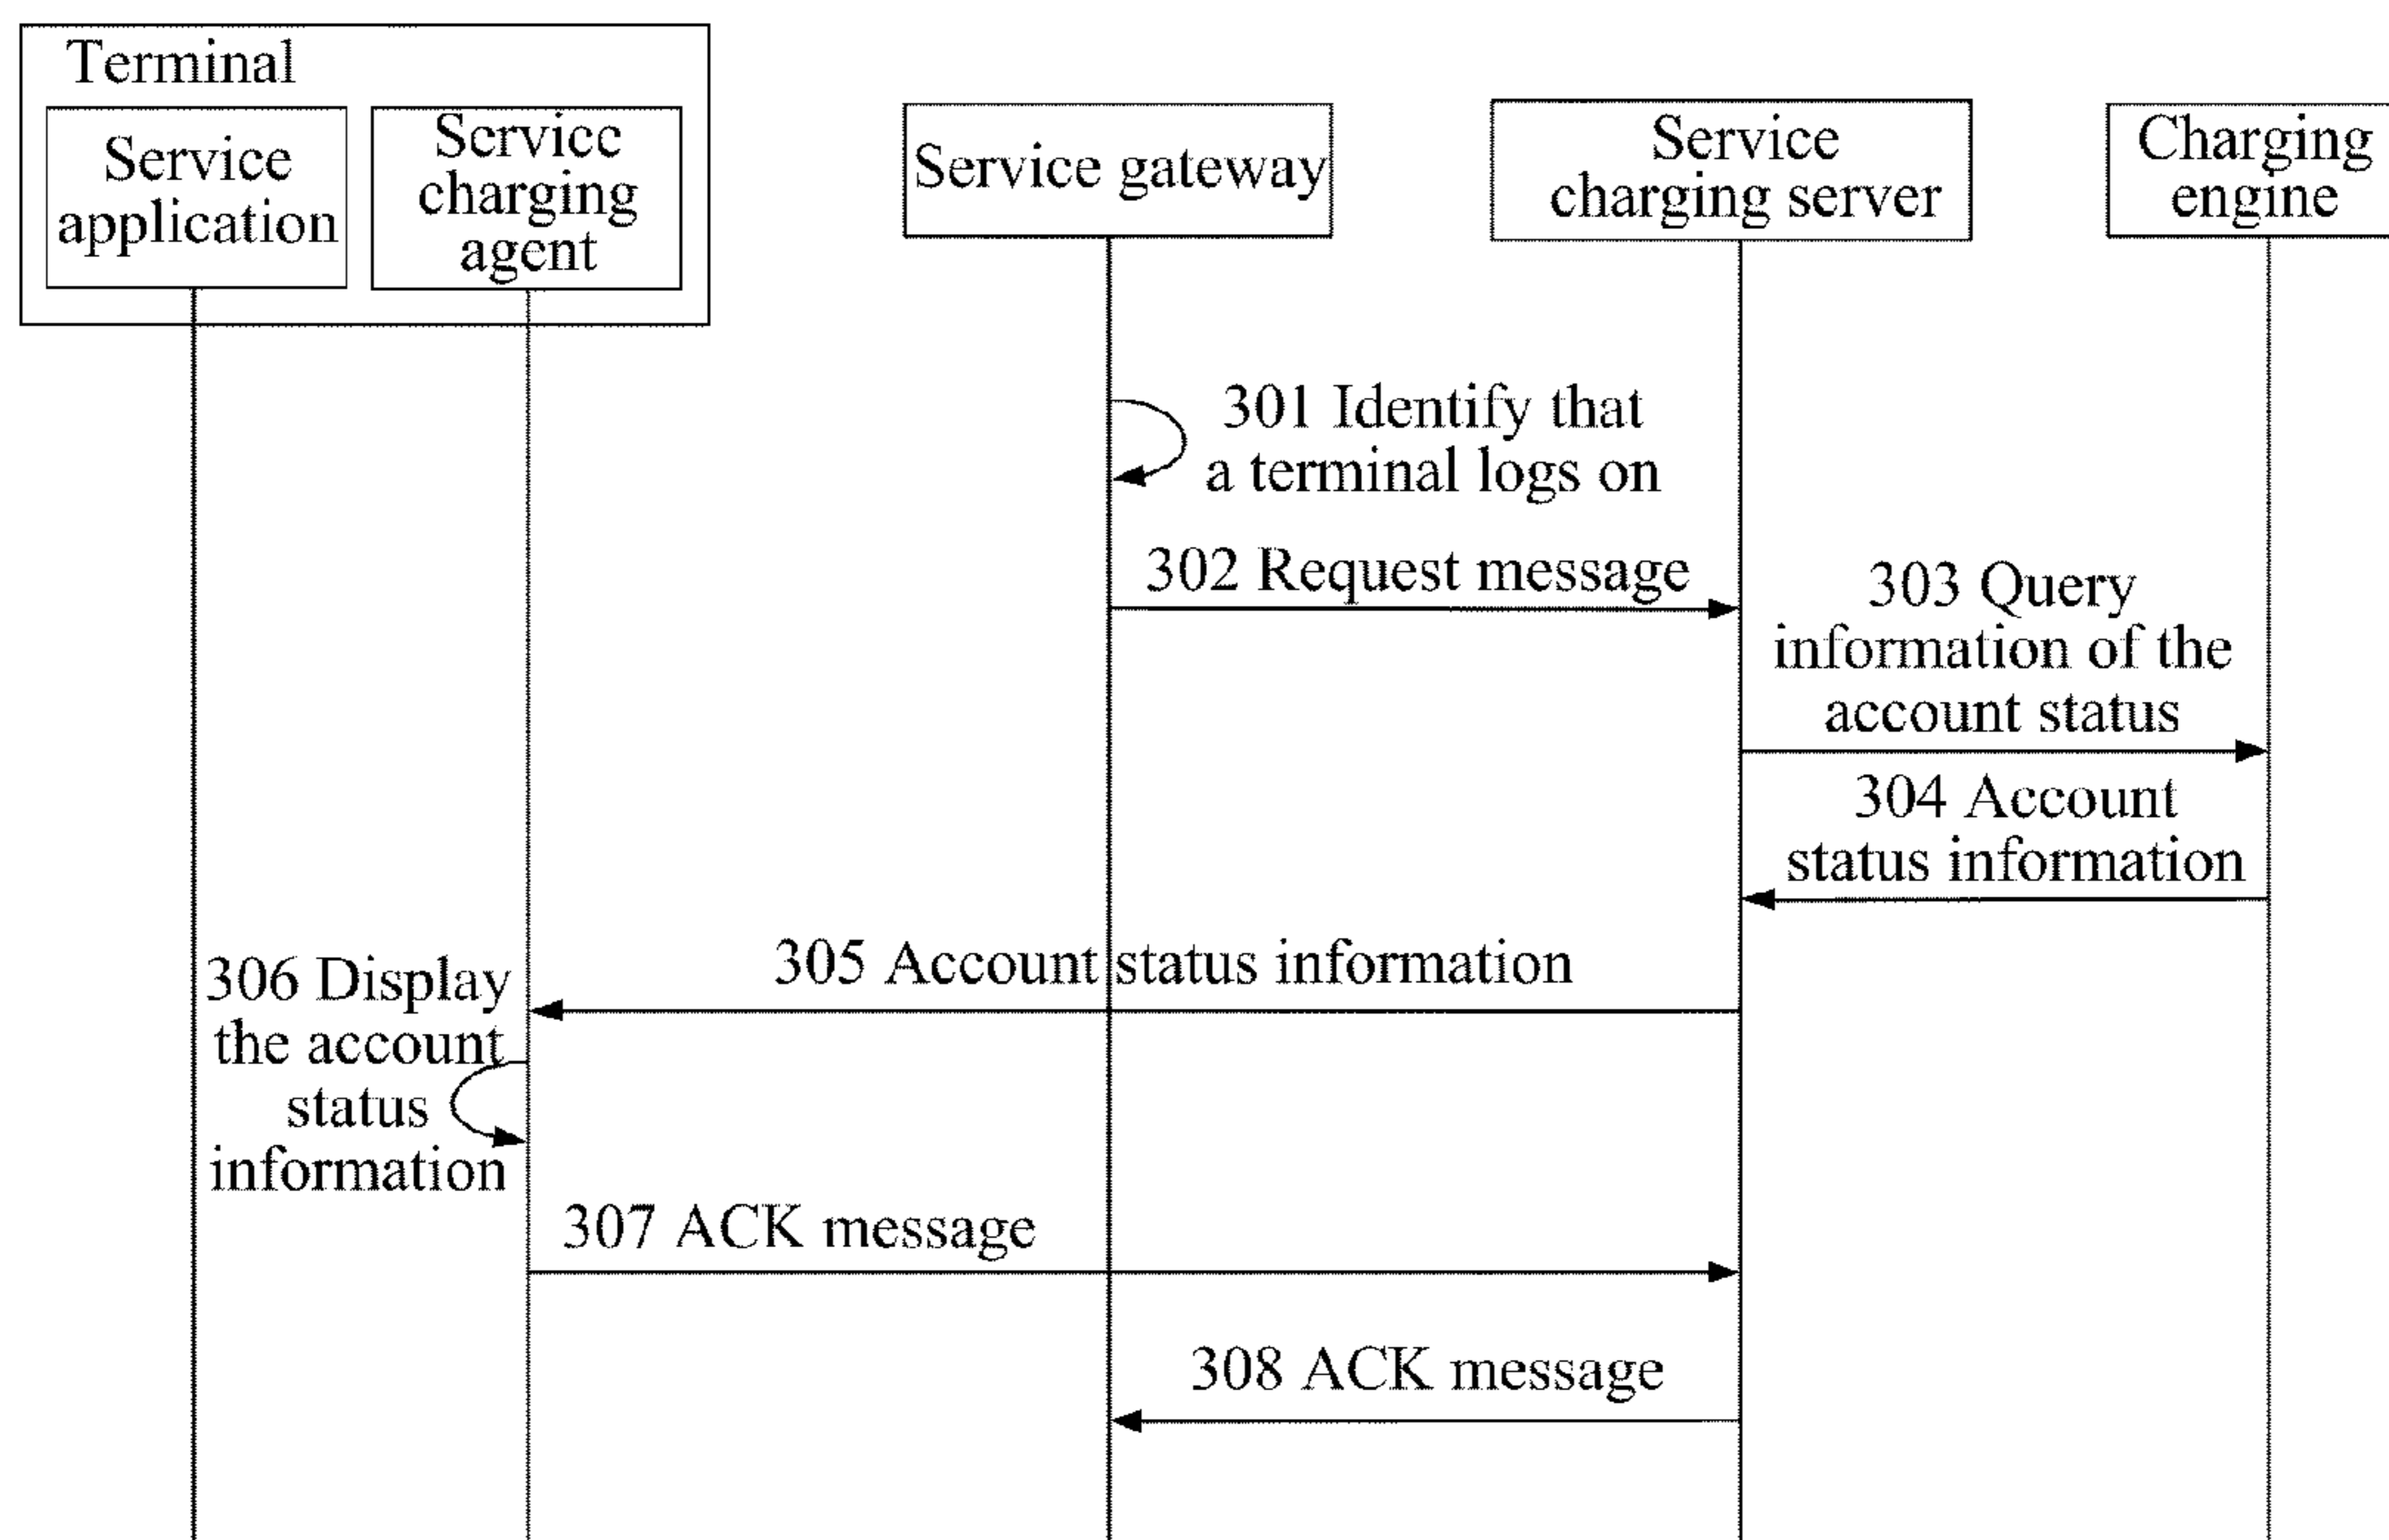 Terminal
Service
application
Service
charging
agent
Service gateway
Service
charging server
Charging
engine
301 Identify that
a terminal logs on
302 Request message
303 Query
information of the
account status
304 Account
status information
305 Account status information
306 Display
the account
status
information
307 ACK message
308 ACK message